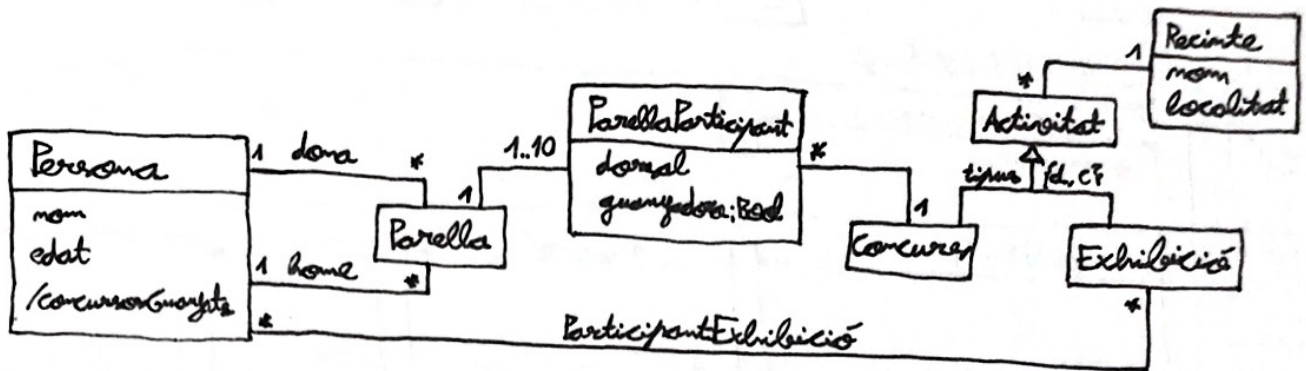 Persona
nom
edat
/concursosGuanyats
1 dona *
1 home *
Parella
1 1..10
ParellaParticipant
dorsal
guanyadora: Bool
* 1
Concurs
tipus {d, c}
Activitat
* 1
Recinte
nom
localitat
Exhibició
* ParticipantExhibició *